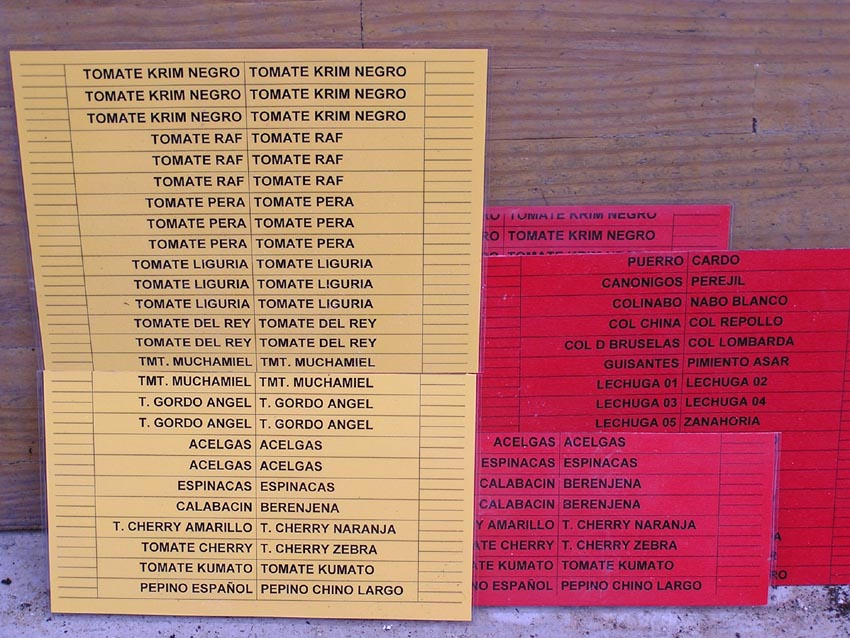 TOMATE KRIM NEGRO TOMATE KRIM NEGRO
TOMATE KRIM NEGRO TOMATE KRIM NEGRO
TOMATE KRIM NEGRO TOMATE KRIM NEGRO
TOMATE RAF TOMATE RAF
TOMATE RAF TOMATE RAF
TOMATE RAF TOMATE RAF
TOMATE PERA TOMATE PERA
TOMATE PERA TOMATE PERA
TOMATE PERA TOMATE PERA
TOMATE LIGURIA TOMATE LIGURIA
TOMATE LIGURIA TOMATE LIGURIA
TOMATE LIGURIA TOMATE LIGURIA
TOMATE DEL REY TOMATE DEL REY
TOMATE DEL REY TOMATE DEL REY
TMT. MUCHAMIEL TMT. MUCHAMIEL
TMT. MUCHAMIEL TMT. MUCHAMIEL
T. GORDO ANGEL T. GORDO ANGEL
T. GORDO ANGEL T. GORDO ANGEL
ACELGAS ACELGAS
ACELGAS ACELGAS
ESPINACAS ESPINACAS
CALABACIN BERENJENA
T. CHERRY AMARILLO T. CHERRY NARANJA
TOMATE CHERRY T. CHERRY ZEBRA
TOMATE KUMATO TOMATE KUMATO
PEPINO ESPAÑOL PEPINO CHINO LARGO
TOMATE KRIM NEGRO
TOMATE KRIM NEGRO
PUERRO CARDO
CANONIGOS PEREJIL
COLINABO NABO BLANCO
COL CHINA COL REPOLLO
COL D BRUSELAS COL LOMBARDA
GUISANTES PIMIENTO ASAR
LECHUGA 01 LECHUGA 02
LECHUGA 03 LECHUGA 04
LECHUGA 05 ZANAHORIA
ACELGAS ACELGAS
ESPINACAS ESPINACAS
CALABACIN BERENJENA
CALABACIN BERENJENA
AMARILLO T. CHERRY NARANJA
CHERRY T. CHERRY ZEBRA
KUMATO TOMATE KUMATO
ESPAÑOL PEPINO CHINO LARGO